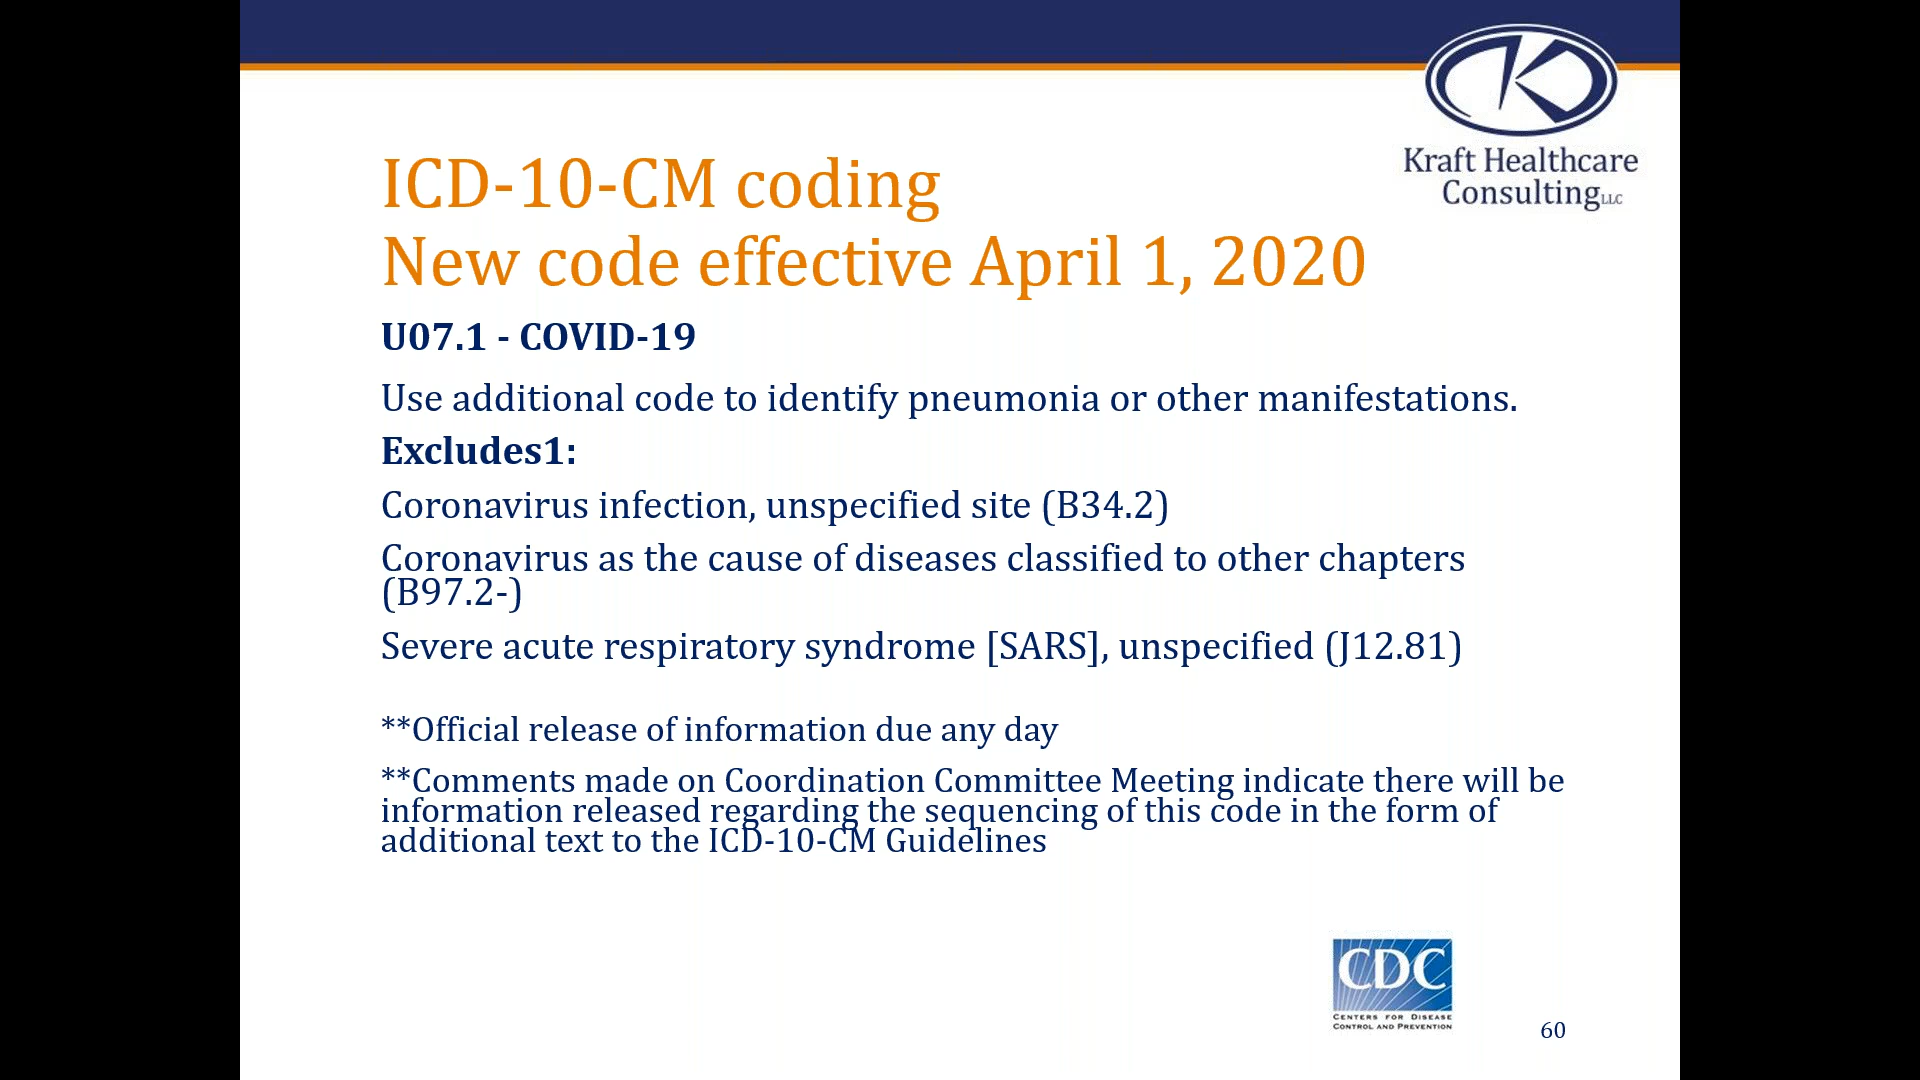 Kraft Healthcare
Consulting LLC
ICD-10-CM coding
New code effective April 1, 2020
U07.1 - COVID-19
Use additional code to identify pneumonia or other manifestations.
Excludes1:
Coronavirus infection, unspecified site (B34.2)
Coronavirus as the cause of diseases classified to other chapters
(B97.2-)
Severe acute respiratory syndrome [SARS], unspecified (J12.81)
**Official release of information due any day
**Comments made on Coordination Committee Meeting indicate there will be
information released regarding the sequencing of this code in the form of
additional text to the ICD-10-CM Guidelines
CDC
CENTERS FOR DISEASE
CONTROL AND PREVENTION
60